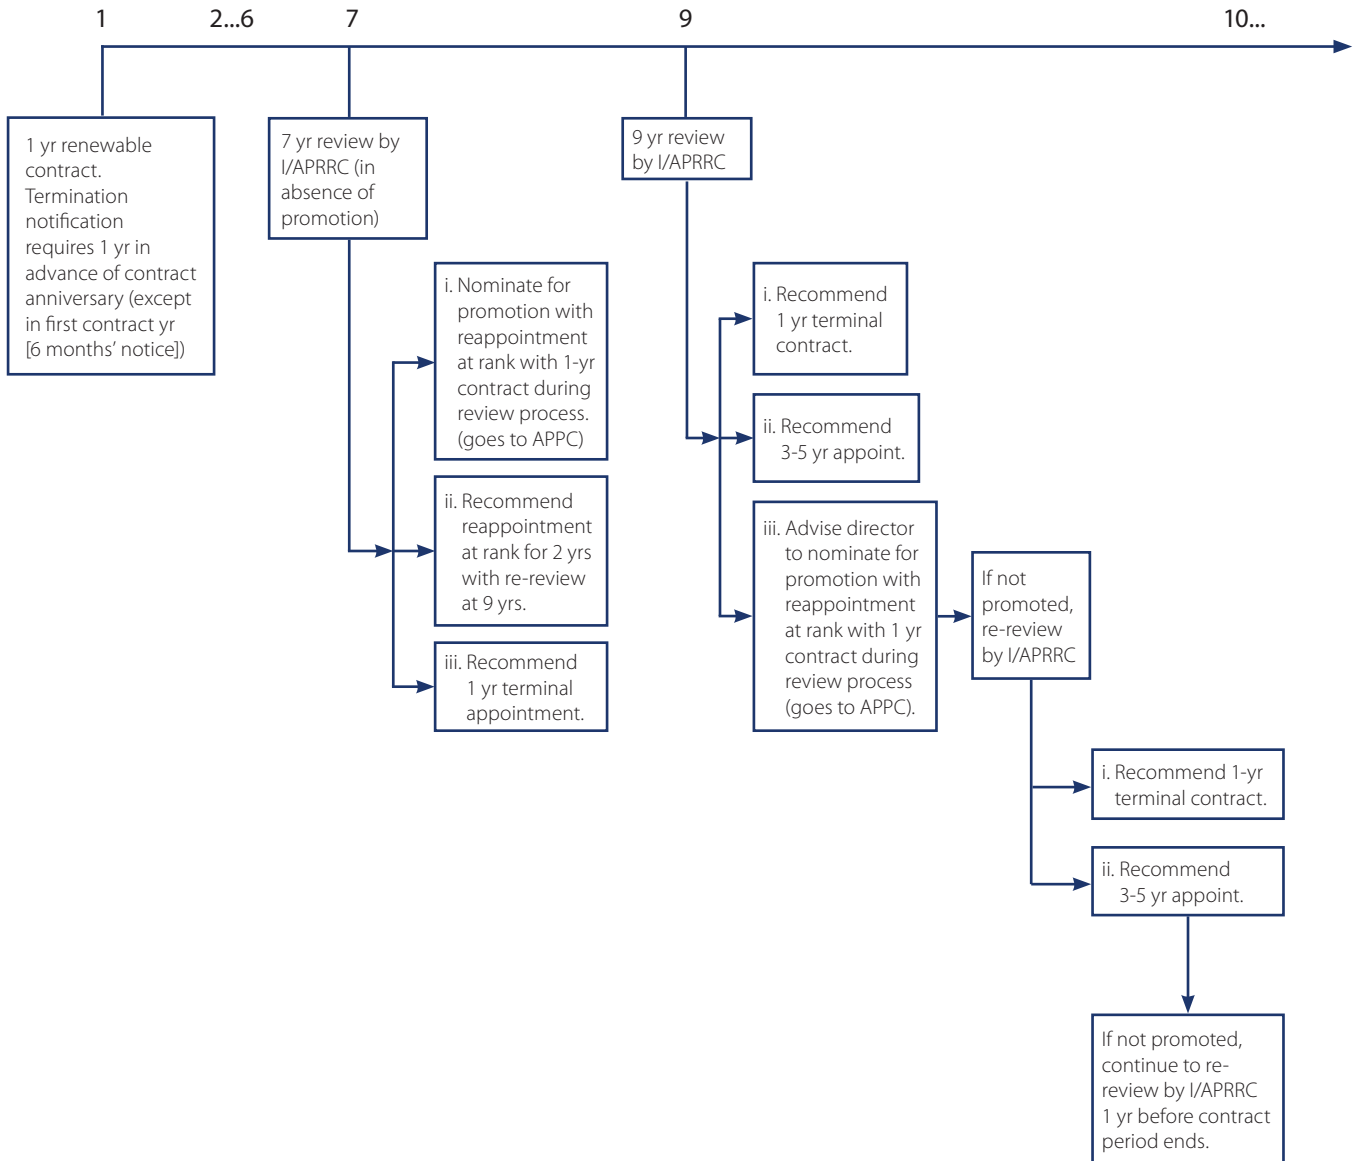 1
2...6
7
9
10...
1 yr renewable
contract.
Termination
notification
requires 1 yr in
advance of contract
anniversary (except
in first contract yr
[6 months’ notice])
7 yr review by
I/APRRC (in
absence of
promotion)
i. Nominate for
promotion with
reappointment
at rank with 1-yr
contract during
review process.
(goes to APPC)
ii. Recommend
reappointment
at rank for 2 yrs
with re-review
at 9 yrs.
iii. Recommend
1 yr terminal
appointment.
9 yr review
by I/APRRC
i. Recommend
1 yr terminal
contract.
ii. Recommend
3-5 yr appoint.
iii. Advise director
to nominate for
promotion with
reappointment
at rank with 1 yr
contract during
review process
(goes to APPC).
If not
promoted,
re-review
by I/APRRC
i. Recommend 1-yr
terminal contract.
ii. Recommend
3-5 yr appoint.
If not promoted,
continue to re-
review by I/APRRC
1 yr before contract
period ends.